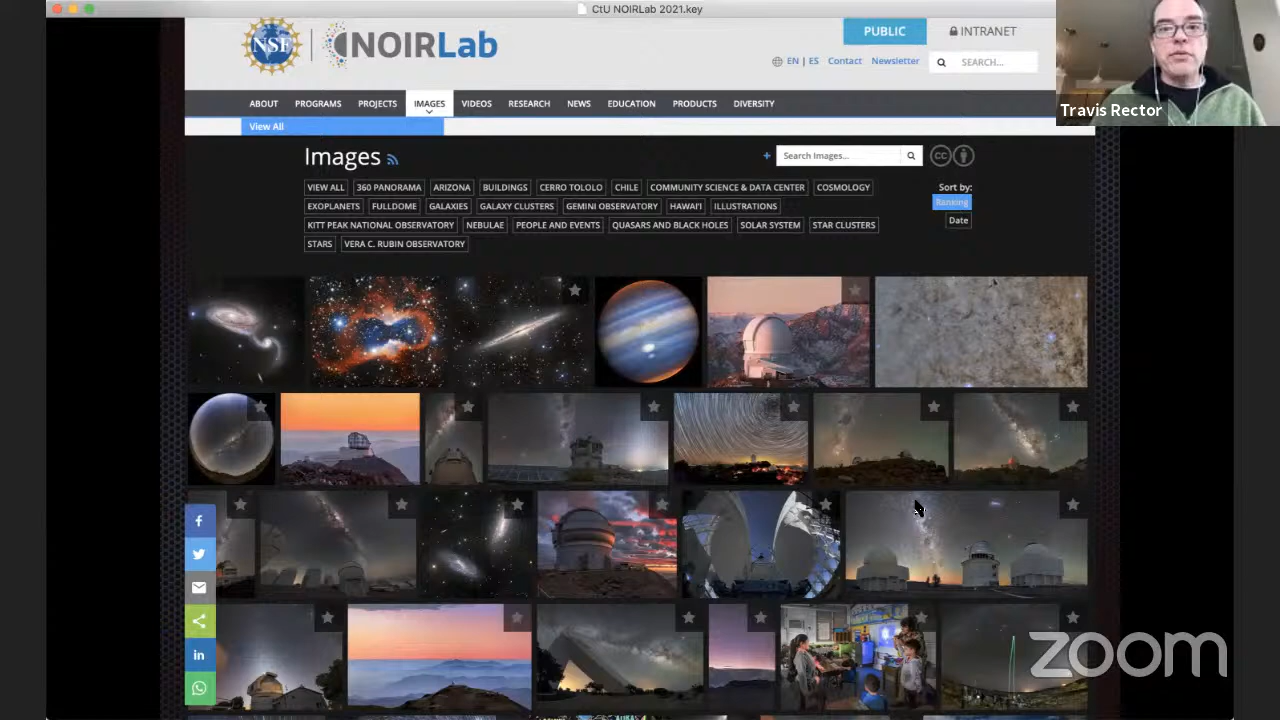 CtU NOIRLab 2021.key
NSF NOIRLab
PUBLIC INTRANET
EN | ES Contact Newsletter SEARCH...
Travis Rector
ABOUT PROGRAMS PROJECTS IMAGES VIDEOS RESEARCH NEWS EDUCATION PRODUCTS DIVERSITY
View All
Images Search images... CC
VIEW ALL 360 PANORAMA ARIZONA BUILDINGS CERRO TOLOLO CHILE COMMUNITY SCIENCE & DATA CENTER COSMOLOGY Sort by:
EXOPLANETS FULLDOME GALAXIES GALAXY CLUSTERS GEMINI OBSERVATORY HAWAI'I ILLUSTRATIONS Ranking
KITT PEAK NATIONAL OBSERVATORY NEBULAE PEOPLE AND EVENTS QUASARS AND BLACK HOLES SOLAR SYSTEM STAR CLUSTERS Date
STARS VERA C. RUBIN OBSERVATORY
f
in
zoom